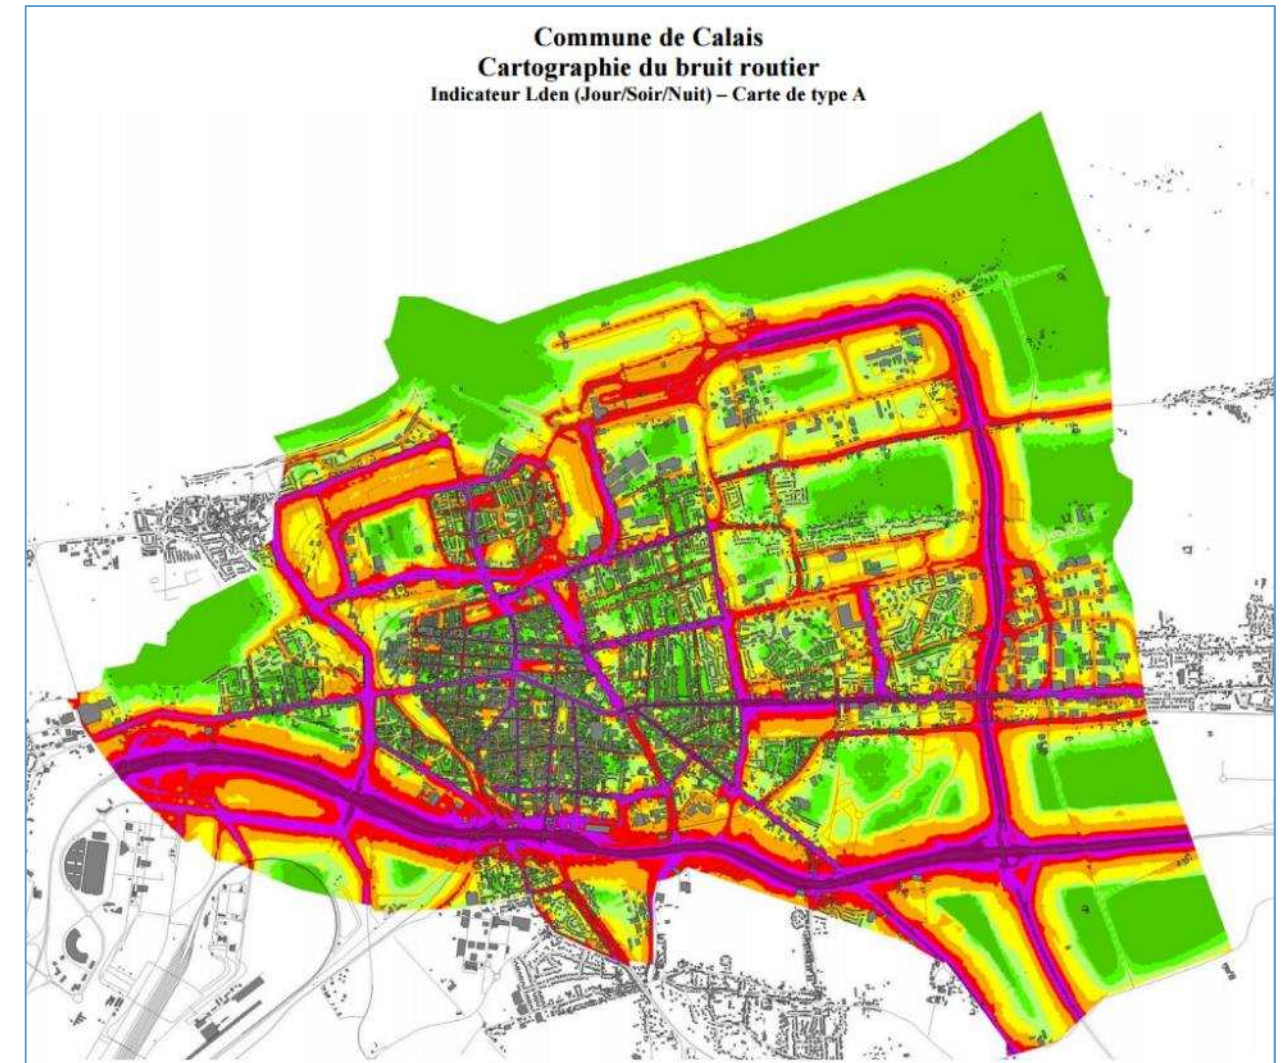 Commune de Calais
Cartographie du bruit routier
Indicateur Lden (Jour/Soir/Nuit) – Carte de type A